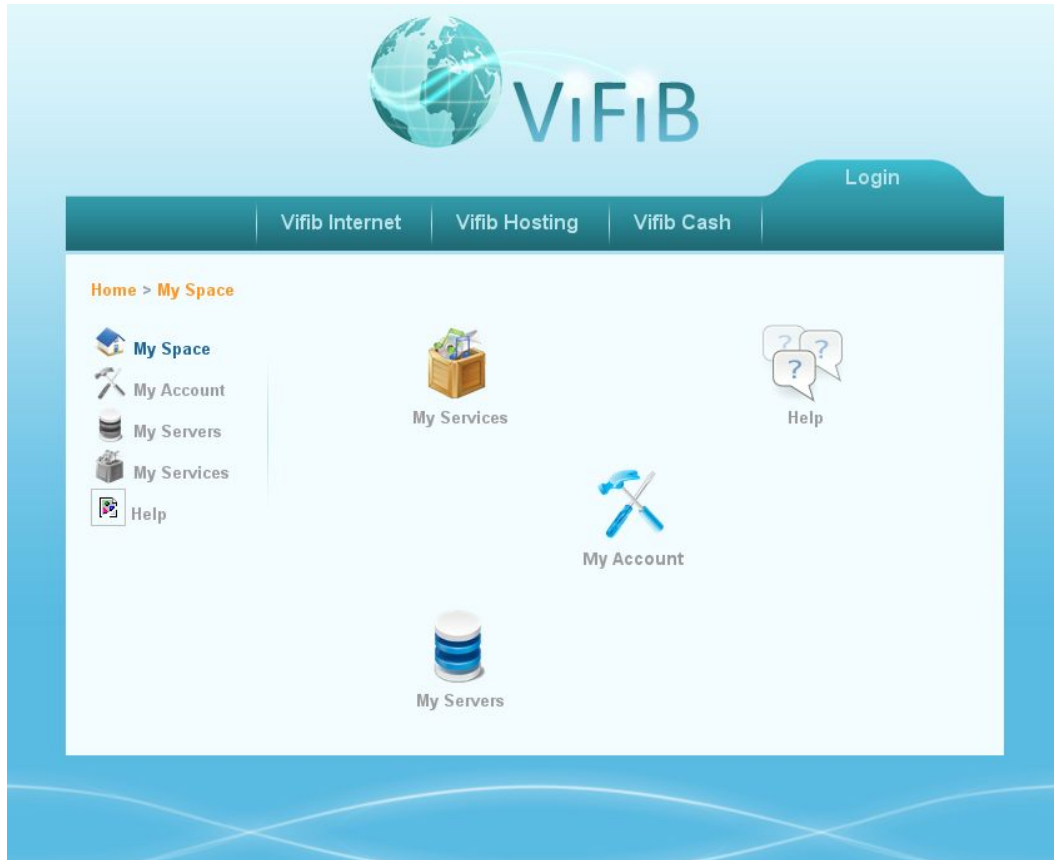 ViFiB
Login
Vifib Internet
Vifib Hosting
Vifib Cash
Home > My Space
My Space
My Account
My Servers
My Services
Help
My Services
Help
My Account
My Servers